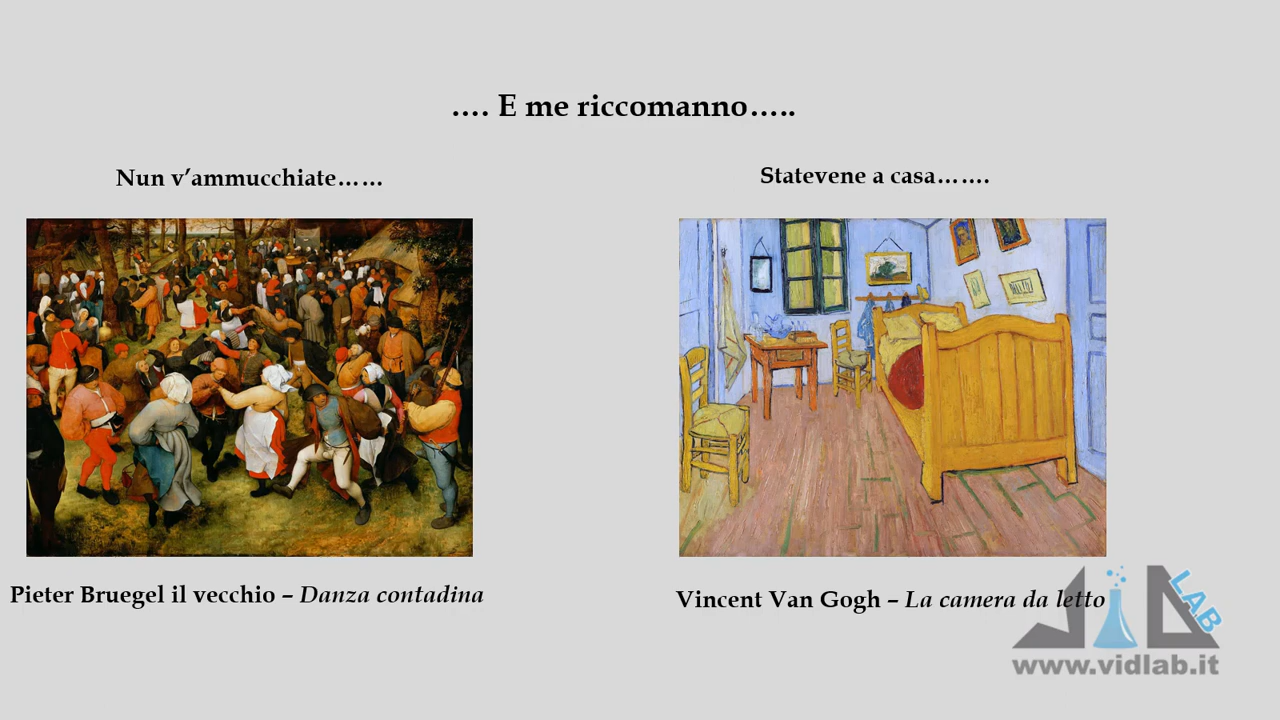 …. E me riccomanno…..
Nun v’ammucchiate……
Statevene a casa…….
Pieter Bruegel il vecchio – Danza contadina
Vincent Van Gogh – La camera da letto
LAB
www.vidlab.it